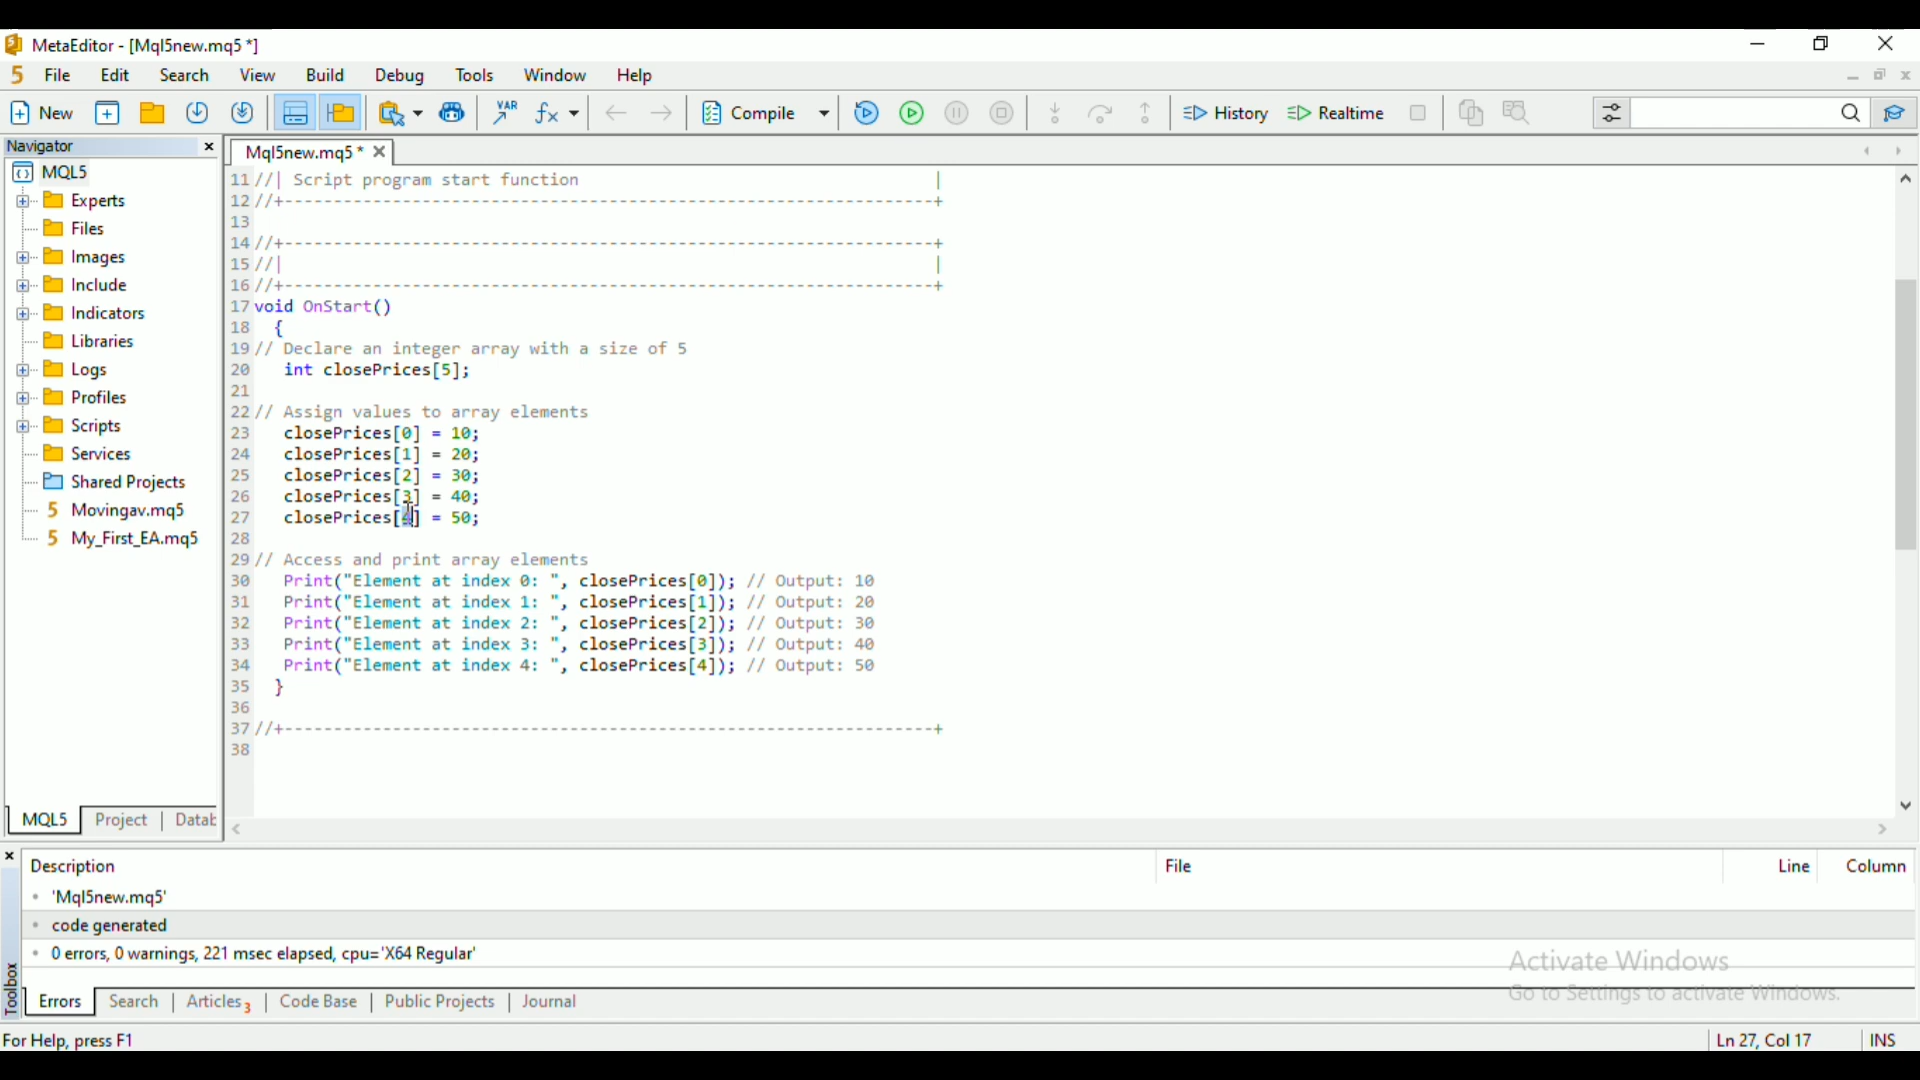 MetaEditor - [Mql5new.mq5 *]
File Edit Search View Build Debug Tools Window Help
New VAR fx Compile History Realtime
Navigator
MQL5
Experts
Files
Images
Include
Indicators
Libraries
Logs
Profiles
Scripts
Services
Shared Projects
5 Movingav.mq5
5 My_First_EA.mq5
MQL5 | Project | Datab
Mql5new.mq5 *
11 //| Script program start function |
12 //+------------------------------------------------------------------+
13
14 //+------------------------------------------------------------------+
15 //| |
16 //+------------------------------------------------------------------+
17 void OnStart()
18 {
19 // Declare an integer array with a size of 5
20 int closePrices[5];
21
22 // Assign values to array elements
23 closePrices[0] = 10;
24 closePrices[1] = 20;
25 closePrices[2] = 30;
26 closePrices[3] = 40;
27 closePrices[4] = 50;
28
29 // Access and print array elements
30 Print("Element at index 0: ", closePrices[0]); // Output: 10
31 Print("Element at index 1: ", closePrices[1]); // Output: 20
32 Print("Element at index 2: ", closePrices[2]); // Output: 30
33 Print("Element at index 3: ", closePrices[3]); // Output: 40
34 Print("Element at index 4: ", closePrices[4]); // Output: 50
35 }
36
37 //+------------------------------------------------------------------+
38
Description File Line Column
'Mql5new.mq5'
code generated
0 errors, 0 warnings, 221 msec elapsed, cpu='X64 Regular'
Activate Windows
Go to Settings to activate Windows.
Toolbox
Errors | Search | Articles 3 | Code Base | Public Projects | Journal
For Help, press F1 Ln 27, Col 17 INS